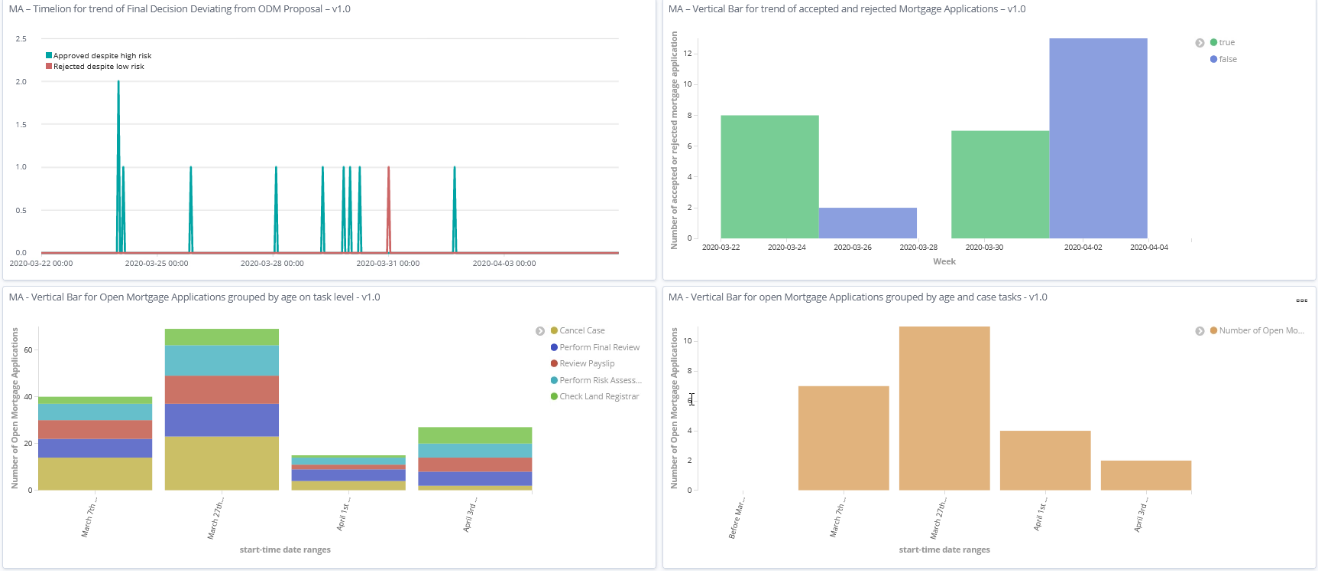 MA – Timelion for trend of Final Decision Deviating from ODM Proposal – v1.0
2.5
Approved despite high risk
Rejected despite low risk
2.0
1.5
1.0
0.5
0.0
2020-03-22 00:00
2020-03-25 00:00
2020-03-28 00:00
2020-03-31 00:00
2020-04-03 00:00
MA – Vertical Bar for trend of accepted and rejected Mortgage Applications – v1.0
Number of accepted or rejected mortgage application
12
10
8
6
4
2
0
2020-03-22
2020-03-24
2020-03-26
2020-03-28
2020-03-30
2020-04-02
2020-04-04
Week
true
false
MA - Vertical Bar for Open Mortgage Applications grouped by age on task level - v1.0
Number of Open Mortgage Applications
60
40
20
0
March 7th ...
March 27th...
April 1st ...
April 3rd ...
start-time date ranges
Cancel Case
Perform Final Review
Review Payslip
Perform Risk Assess...
Check Land Registrar
MA - Vertical Bar for open Mortgage Applications grouped by age and case tasks - v1.0
Number of Open Mortgage Applications
10
8
6
4
2
0
Before Mar...
March 7th ...
March 27th...
April 1st ...
April 3rd ...
start-time date ranges
Number of Open Mo...